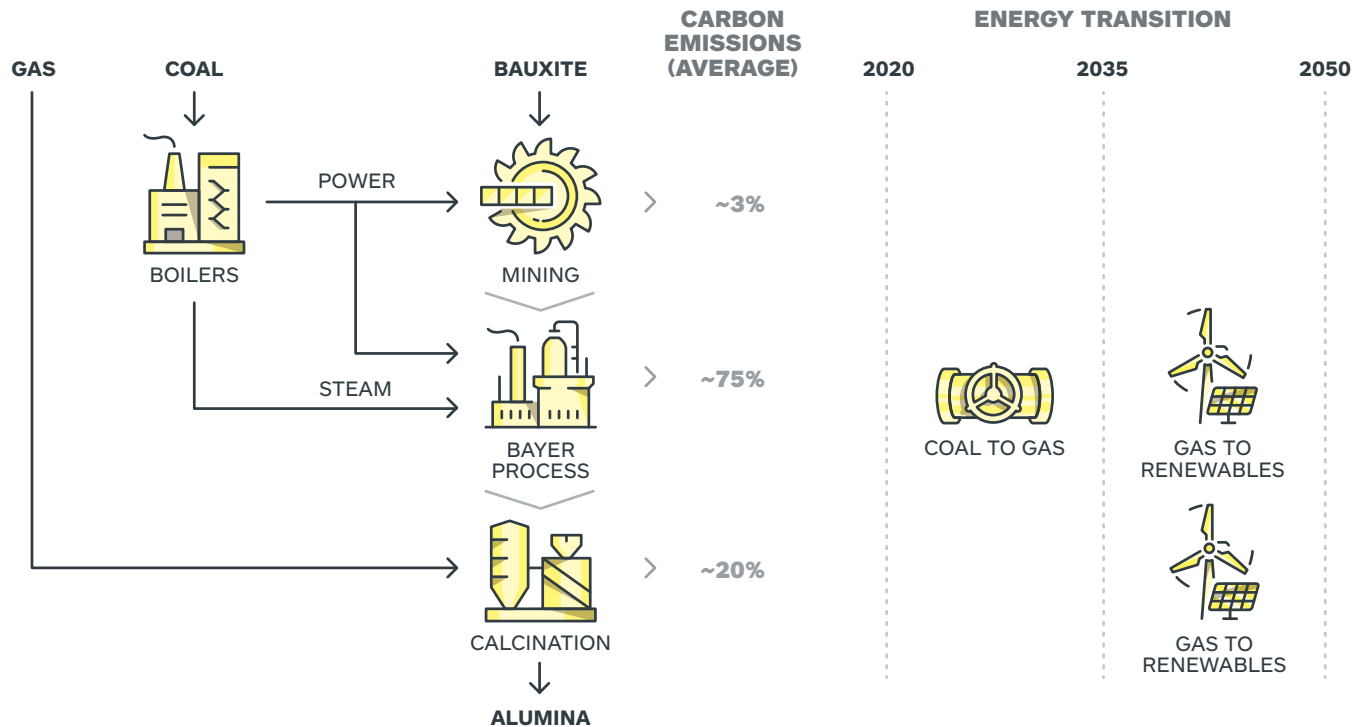 CARBON
EMISSIONS
(AVERAGE)
ENERGY TRANSITION
GAS
COAL
BAUXITE
2020
2035
2050
POWER
~3%
BOILERS
MINING
STEAM
~75%
BAYER
PROCESS
COAL TO GAS
GAS TO
RENEWABLES
~20%
CALCINATION
GAS TO
RENEWABLES
ALUMINA